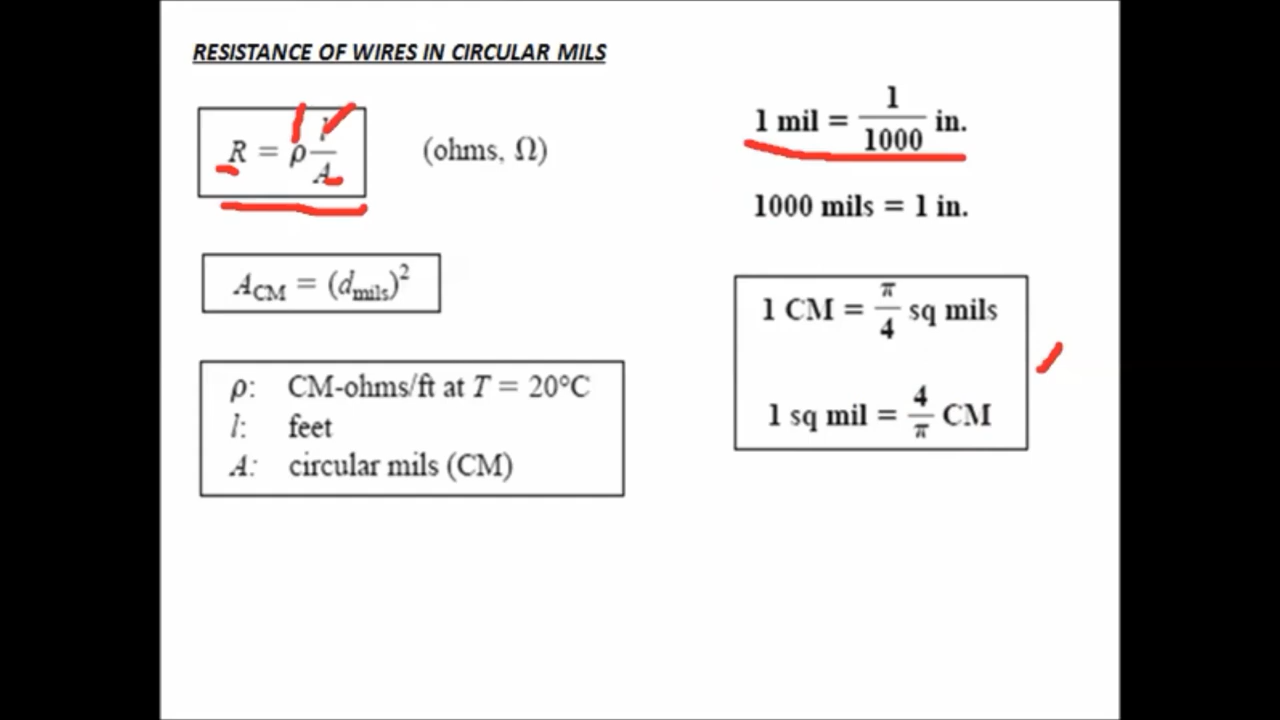 RESISTANCE OF WIRES IN CIRCULAR MILS
R = ρ l/A
(ohms, Ω)
A_CM = (d_mils)²
ρ: CM-ohms/ft at T = 20°C
l: feet
A: circular mils (CM)
1 mil = 1/1000 in.
1000 mils = 1 in.
1 CM = π/4 sq mils
1 sq mil = 4/π CM